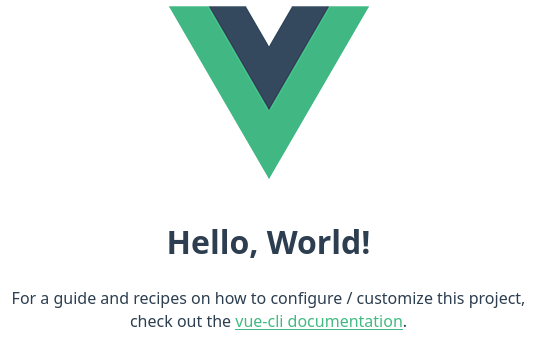 Hello, World!
For a guide and recipes on how to configure / customize this project,
check out the vue-cli documentation.